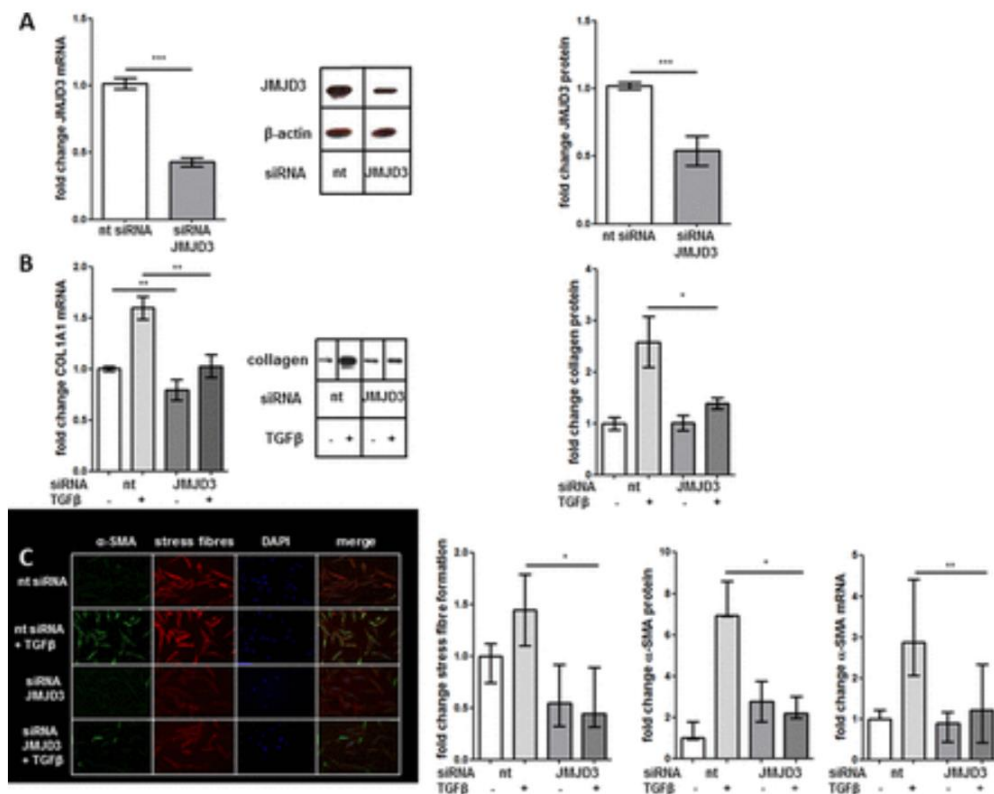 A
fold change JMJD3 mRNA
1.5
1.0
0.5
0.0
***
nt siRNA
siRNA
JMJD3
JMJD3
β-actin
siRNA
nt
JMJD3
fold change JMJD3 protein
1.5
1.0
0.5
0.0
***
nt siRNA
siRNA
JMJD3
B
fold change COL1A1 mRNA
2.0
1.5
1.0
0.5
0.0
**
**
siRNA nt JMJD3
TGFβ - + - +
collagen
siRNA nt JMJD3
TGFβ - + - +
fold change collagen protein
4
3
2
1
0
*
siRNA nt JMJD3
TGFβ - + - +
C
α-SMA stress fibres DAPI merge
nt siRNA
nt siRNA
+ TGFβ
siRNA
JMJD3
siRNA
JMJD3
+ TGFβ
fold change stress fibre formation
2.0
1.5
1.0
0.5
0.0
*
siRNA nt JMJD3
TGFβ - + - +
fold change α-SMA protein
10
8
6
4
2
0
*
siRNA nt JMJD3
TGFβ - + - +
fold change α-SMA mRNA
5
4
3
2
1
0
**
siRNA nt JMJD3
TGFβ - + - +